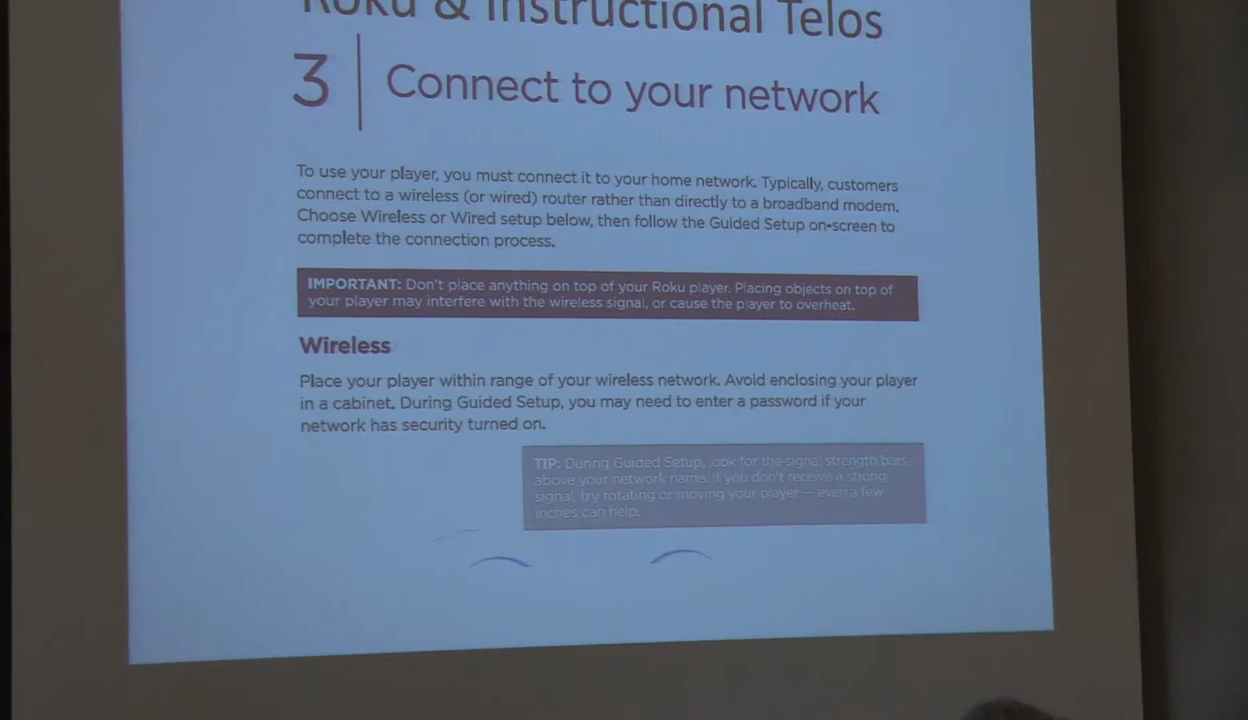 Roku & Instructional Telos
3 Connect to your network
To use your player, you must connect it to your home network. Typically, customers
connect to a wireless (or wired) router rather than directly to a broadband modem.
Choose Wireless or Wired setup below, then follow the Guided Setup on-screen to
complete the connection process.
IMPORTANT: Don't place anything on top of your Roku player. Placing objects on top of
your player may interfere with the wireless signal, or cause the player to overheat.
Wireless
Place your player within range of your wireless network. Avoid enclosing your player
in a cabinet. During Guided Setup, you may need to enter a password if your
network has security turned on.
TIP: During Guided Setup, look for the signal strength bars
above your network name. If you don't receive a strong
signal, try rotating or moving your player — even a few
inches can help.